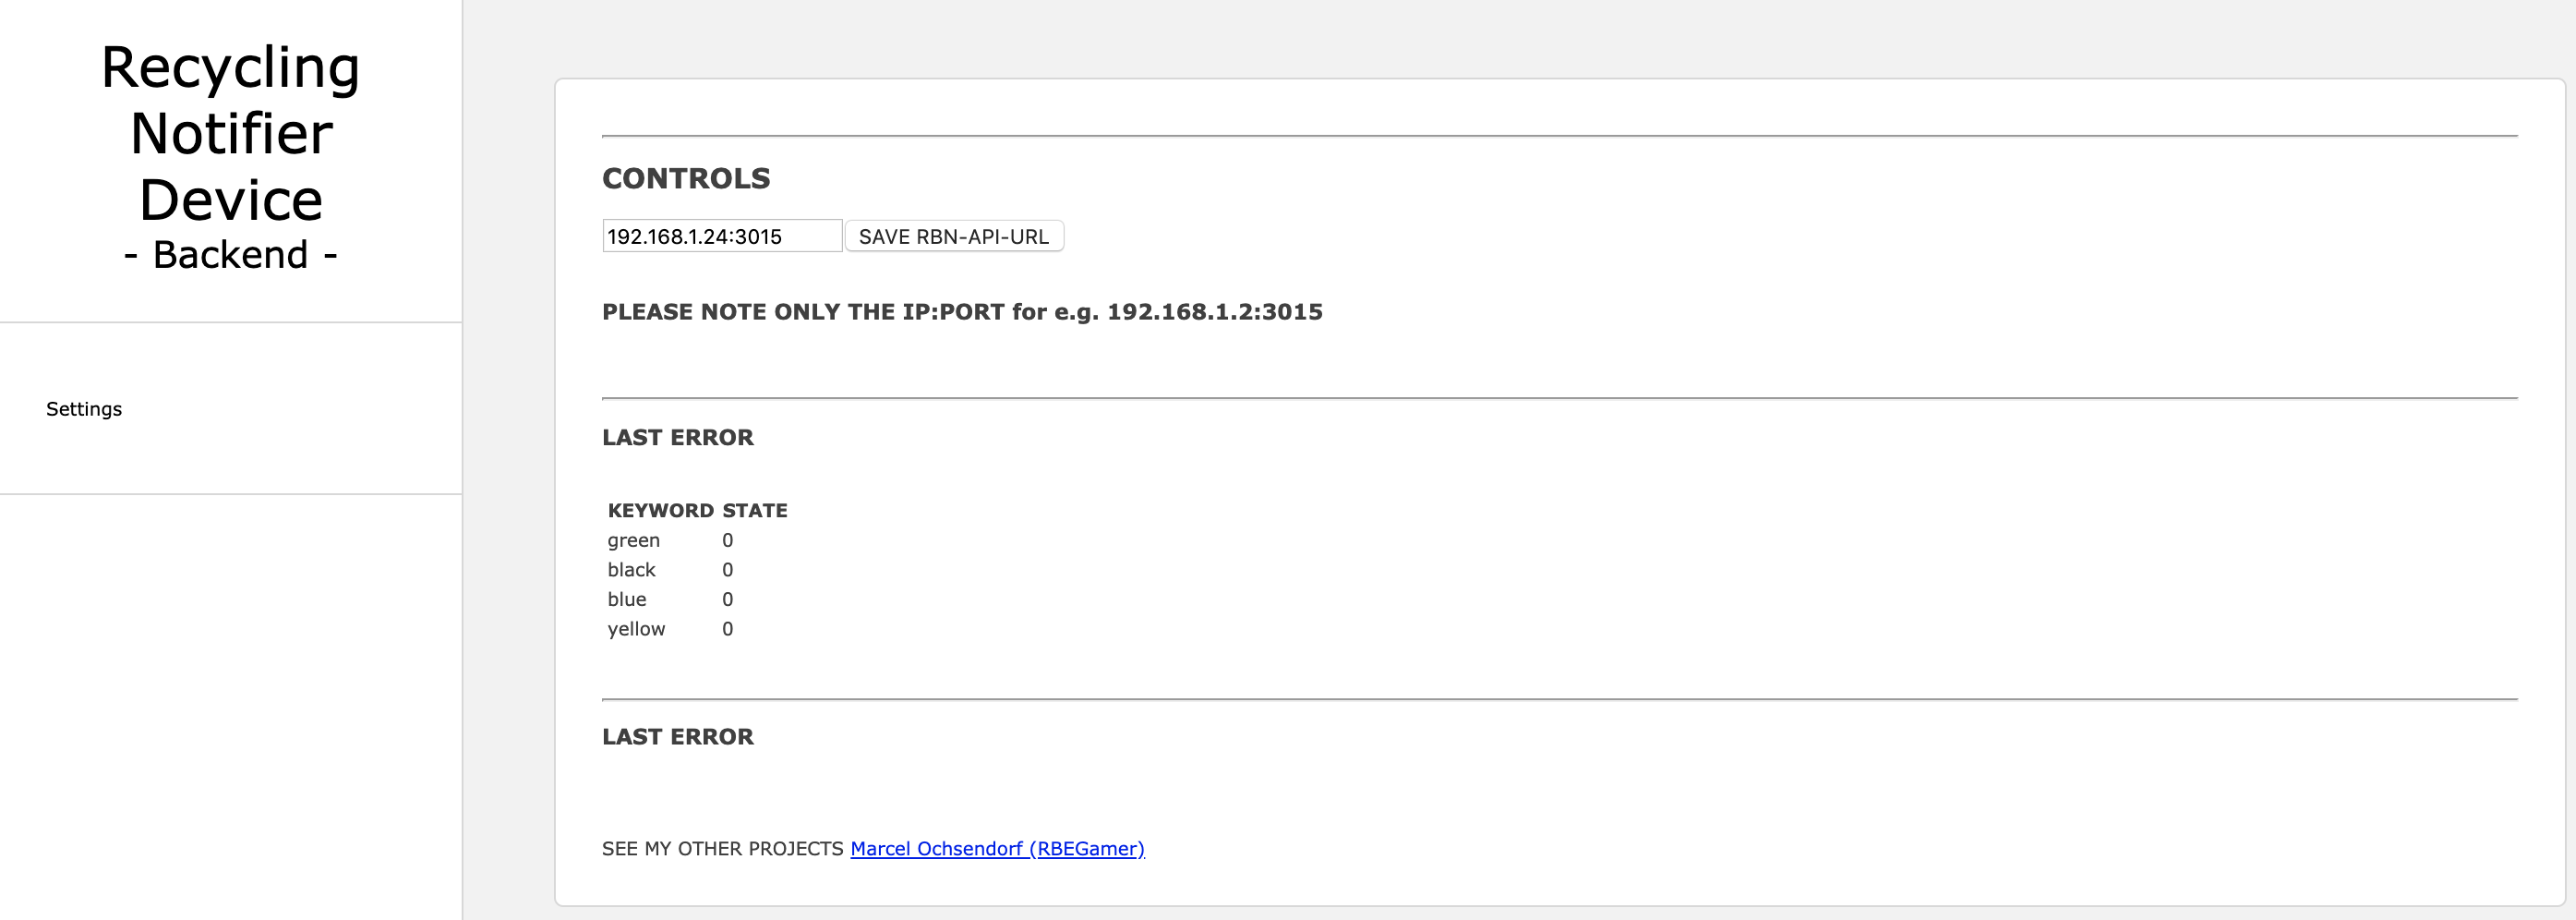 Recycling
Notifier
Device
- Backend -
Settings
CONTROLS
192.168.1.24:3015 SAVE RBN-API-URL
PLEASE NOTE ONLY THE IP:PORT for e.g. 192.168.1.2:3015
LAST ERROR
KEYWORD STATE
green 0
black 0
blue 0
yellow 0
LAST ERROR
SEE MY OTHER PROJECTS Marcel Ochsendorf (RBEGamer)